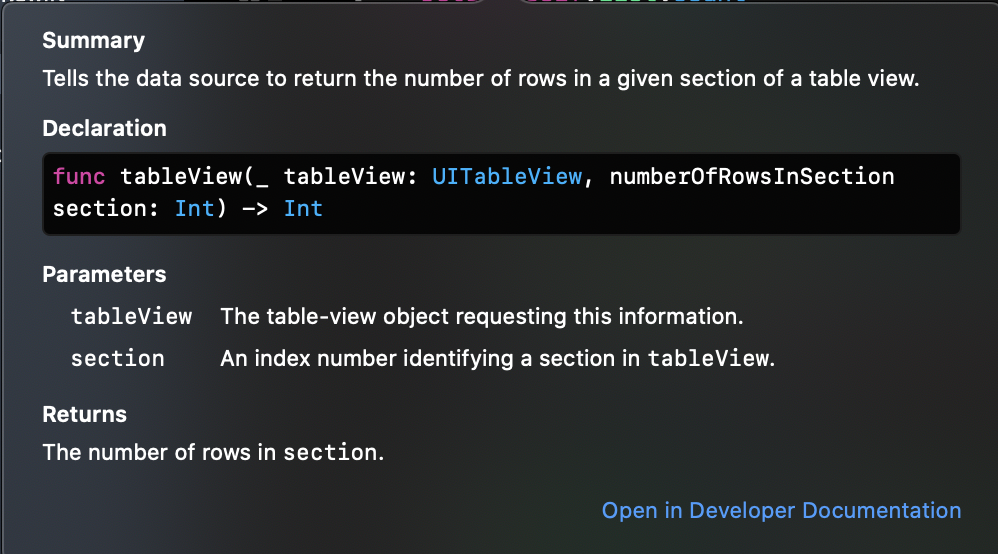 Summary
Tells the data source to return the number of rows in a given section of a table view.
Declaration
func tableView(_ tableView: UITableView, numberOfRowsInSection
section: Int) -> Int
Parameters
tableView The table-view object requesting this information.
section An index number identifying a section in tableView.
Returns
The number of rows in section.
Open in Developer Documentation